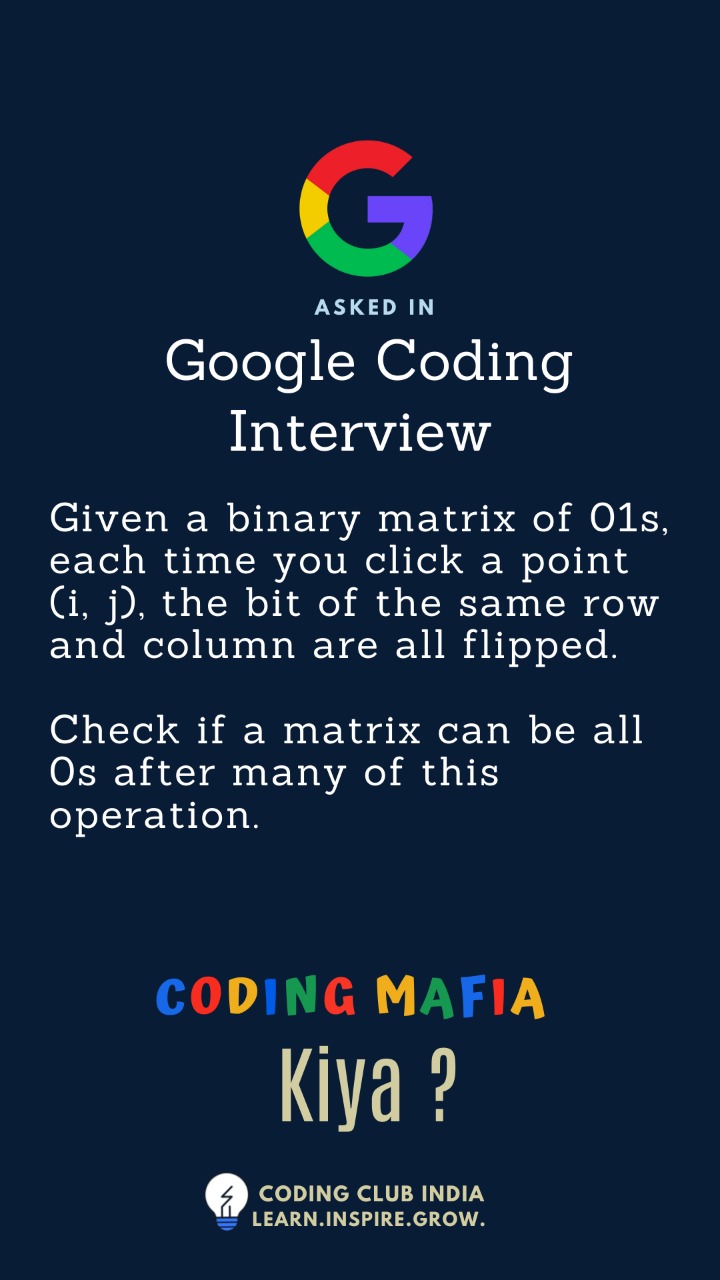 ASKED IN
Google Coding
Interview
Given a binary matrix of 01s,
each time you click a point
(i, j), the bit of the same row
and column are all flipped.
Check if a matrix can be all
0s after many of this
operation.
CODING MAFIA
Kiya ?
CODING CLUB INDIA
LEARN.INSPIRE.GROW.